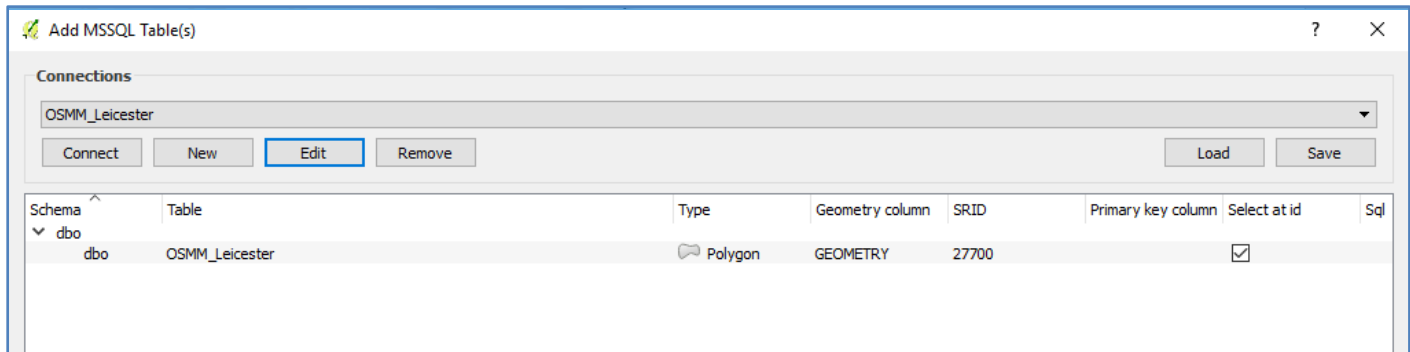 Add MSSQL Table(s) ?
Connections
OSMM_Leicester
Connect New Edit Remove Load Save
Schema Table Type Geometry column SRID Primary key column Select at id Sql
dbo
dbo OSMM_Leicester Polygon GEOMETRY 27700